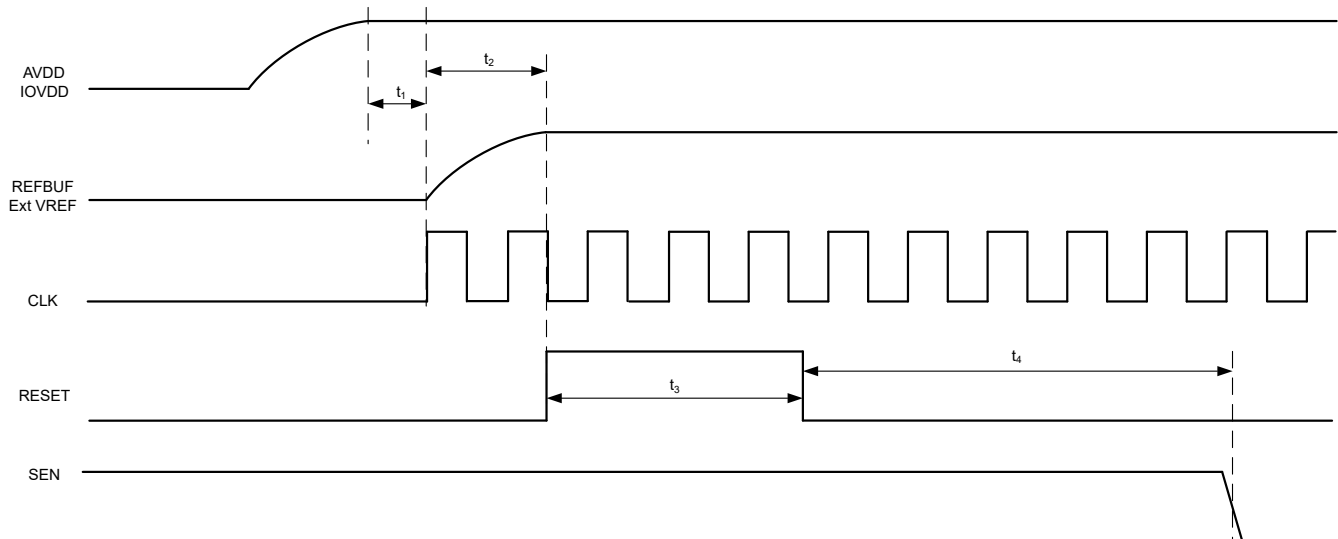 AVDD
IOVDD
t₁
t₂
REFBUF
Ext VREF
CLK
RESET
t₃
t₄
SEN